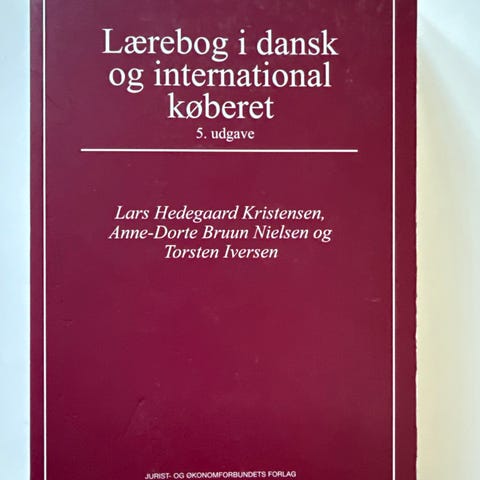 Lærebog i dansk
og international
køberet
5. udgave
Lars Hedegaard Kristensen,
Anne-Dorte Bruun Nielsen og
Torsten Iversen
JURIST- OG ØKONOMFORBUNDETS FORLAG